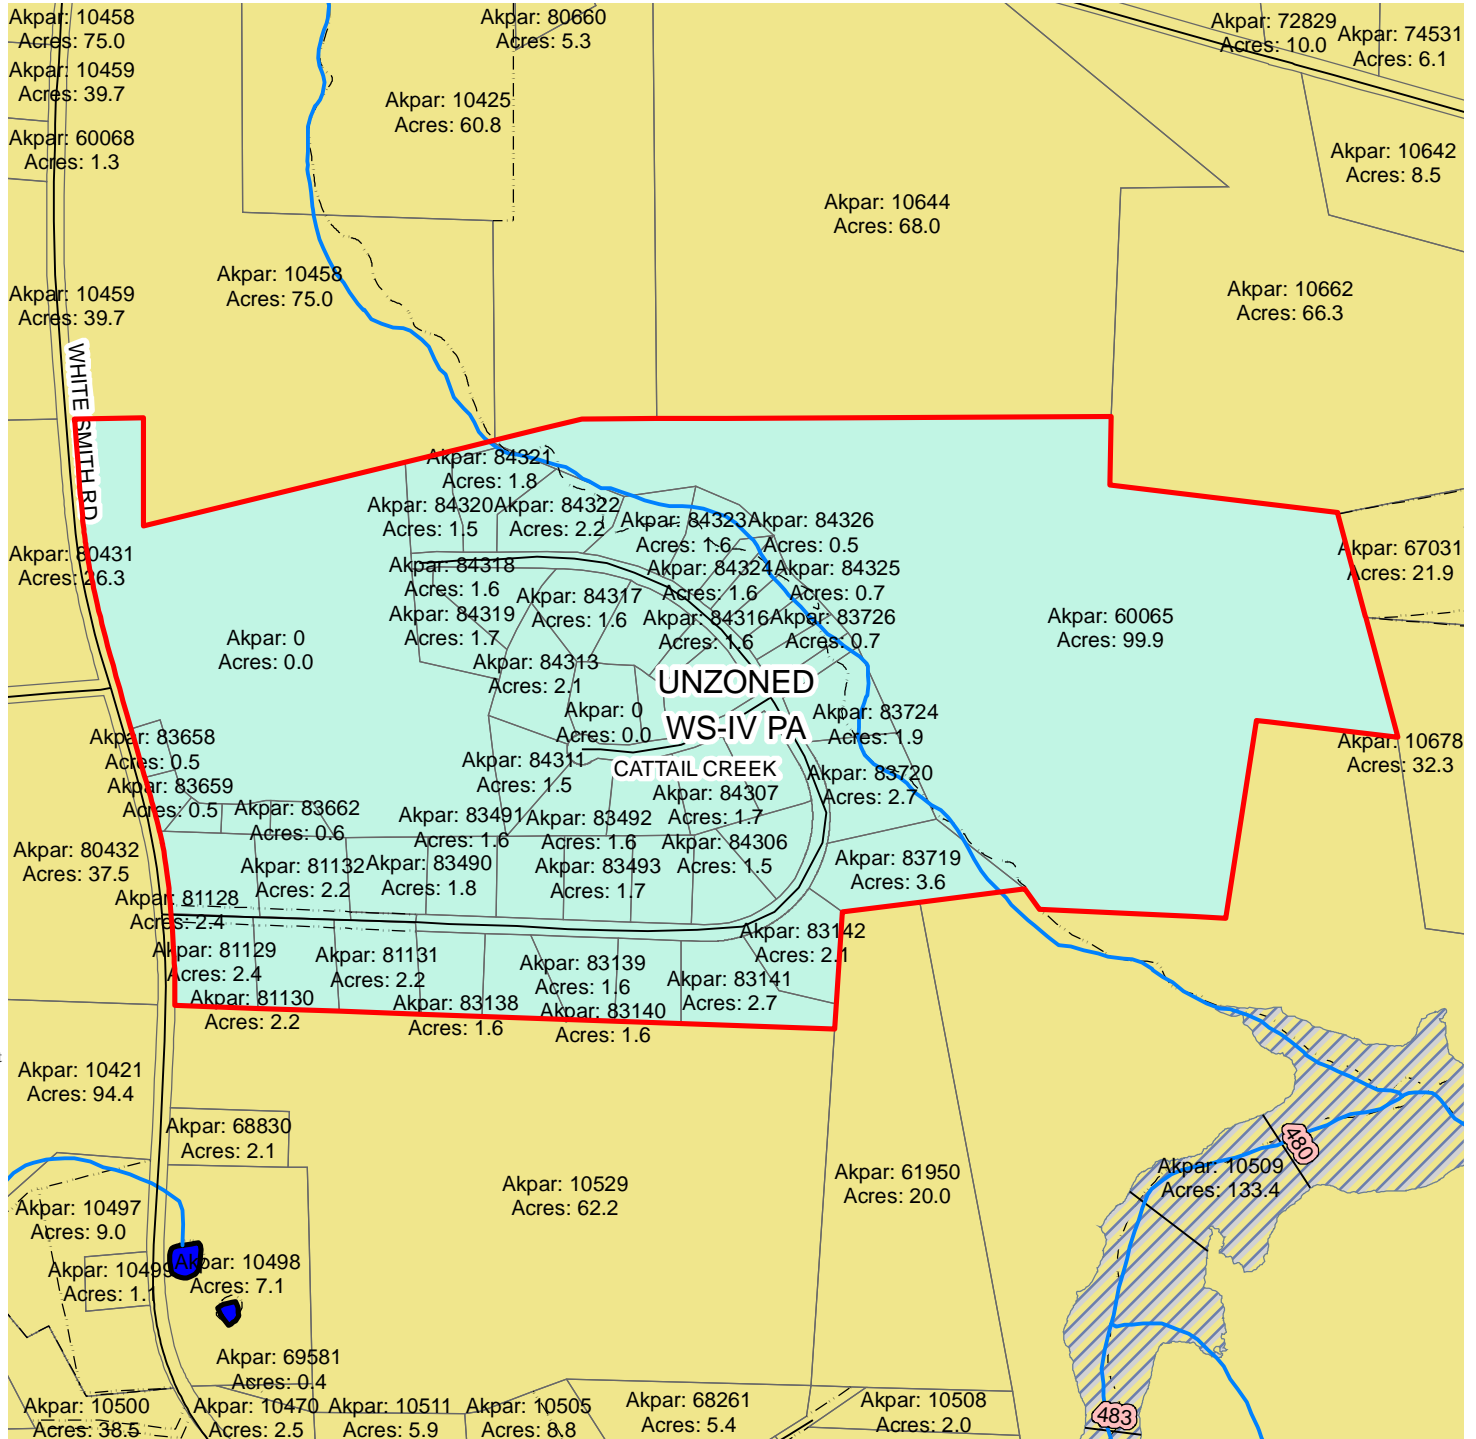 Akpar: 10458
Acres: 75.0
Akpar: 80660
Acres: 5.3
Akpar: 72829
Acres: 10.0
Akpar: 74531
Acres: 6.1
Akpar: 10459
Acres: 39.7
Akpar: 10425
Acres: 60.8
Akpar: 60068
Acres: 1.3
Akpar: 10642
Acres: 8.5
Akpar: 10644
Acres: 68.0
Akpar: 10458
Acres: 75.0
Akpar: 10459
Acres: 39.7
Akpar: 10662
Acres: 66.3
WHITE SMITH RD
Akpar: 84321
Acres: 1.8
Akpar: 84320
Acres: 1.5
Akpar: 84322
Acres: 2.2
Akpar: 84323
Acres: 1.6
Akpar: 84326
Acres: 0.5
Akpar: 80431
Acres: 26.3
Akpar: 67031
Acres: 21.9
Akpar: 84318
Acres: 1.6
Akpar: 84324
Acres: 1.6
Akpar: 84325
Acres: 0.7
Akpar: 84317
Acres: 1.6
Akpar: 84319
Acres: 1.7
Akpar: 84316
Acres: 1.6
Akpar: 83726
Acres: 0.7
Akpar: 60065
Acres: 99.9
Akpar: 0
Acres: 0.0
Akpar: 84313
Acres: 2.1
UNZONED
WS-IV PA
Akpar: 0
Acres: 0.0
Akpar: 83724
Acres: 1.9
Akpar: 83658
Acres: 0.5
Akpar: 10678
Acres: 32.3
Akpar: 84311
Acres: 1.5
CATTAIL CREEK
Akpar: 83720
Acres: 2.7
Akpar: 83659
Acres: 0.5
Akpar: 84307
Acres: 1.7
Akpar: 83662
Acres: 0.6
Akpar: 83491
Acres: 1.6
Akpar: 83492
Acres: 1.6
Akpar: 84306
Acres: 1.5
Akpar: 80432
Acres: 37.5
Akpar: 81132
Acres: 2.2
Akpar: 83490
Acres: 1.8
Akpar: 83493
Acres: 1.7
Akpar: 83719
Acres: 3.6
Akpar: 81128
Acres: 2.4
Akpar: 83142
Acres: 2.1
Akpar: 81129
Acres: 2.4
Akpar: 81131
Acres: 2.2
Akpar: 83139
Acres: 1.6
Akpar: 83141
Acres: 2.7
Akpar: 81130
Acres: 2.2
Akpar: 83138
Acres: 1.6
Akpar: 83140
Acres: 1.6
Akpar: 10421
Acres: 94.4
Akpar: 68830
Acres: 2.1
480
Akpar: 10529
Acres: 62.2
Akpar: 61950
Acres: 20.0
Akpar: 10509
Acres: 133.4
Akpar: 10497
Acres: 9.0
Akpar: 10499
Acres: 1.1
Akpar: 10498
Acres: 7.1
Akpar: 69581
Acres: 0.4
Akpar: 10500
Acres: 38.5
Akpar: 10470
Acres: 2.5
Akpar: 10511
Acres: 5.9
Akpar: 10505
Acres: 8.8
Akpar: 68261
Acres: 5.4
Akpar: 10508
Acres: 2.0
483